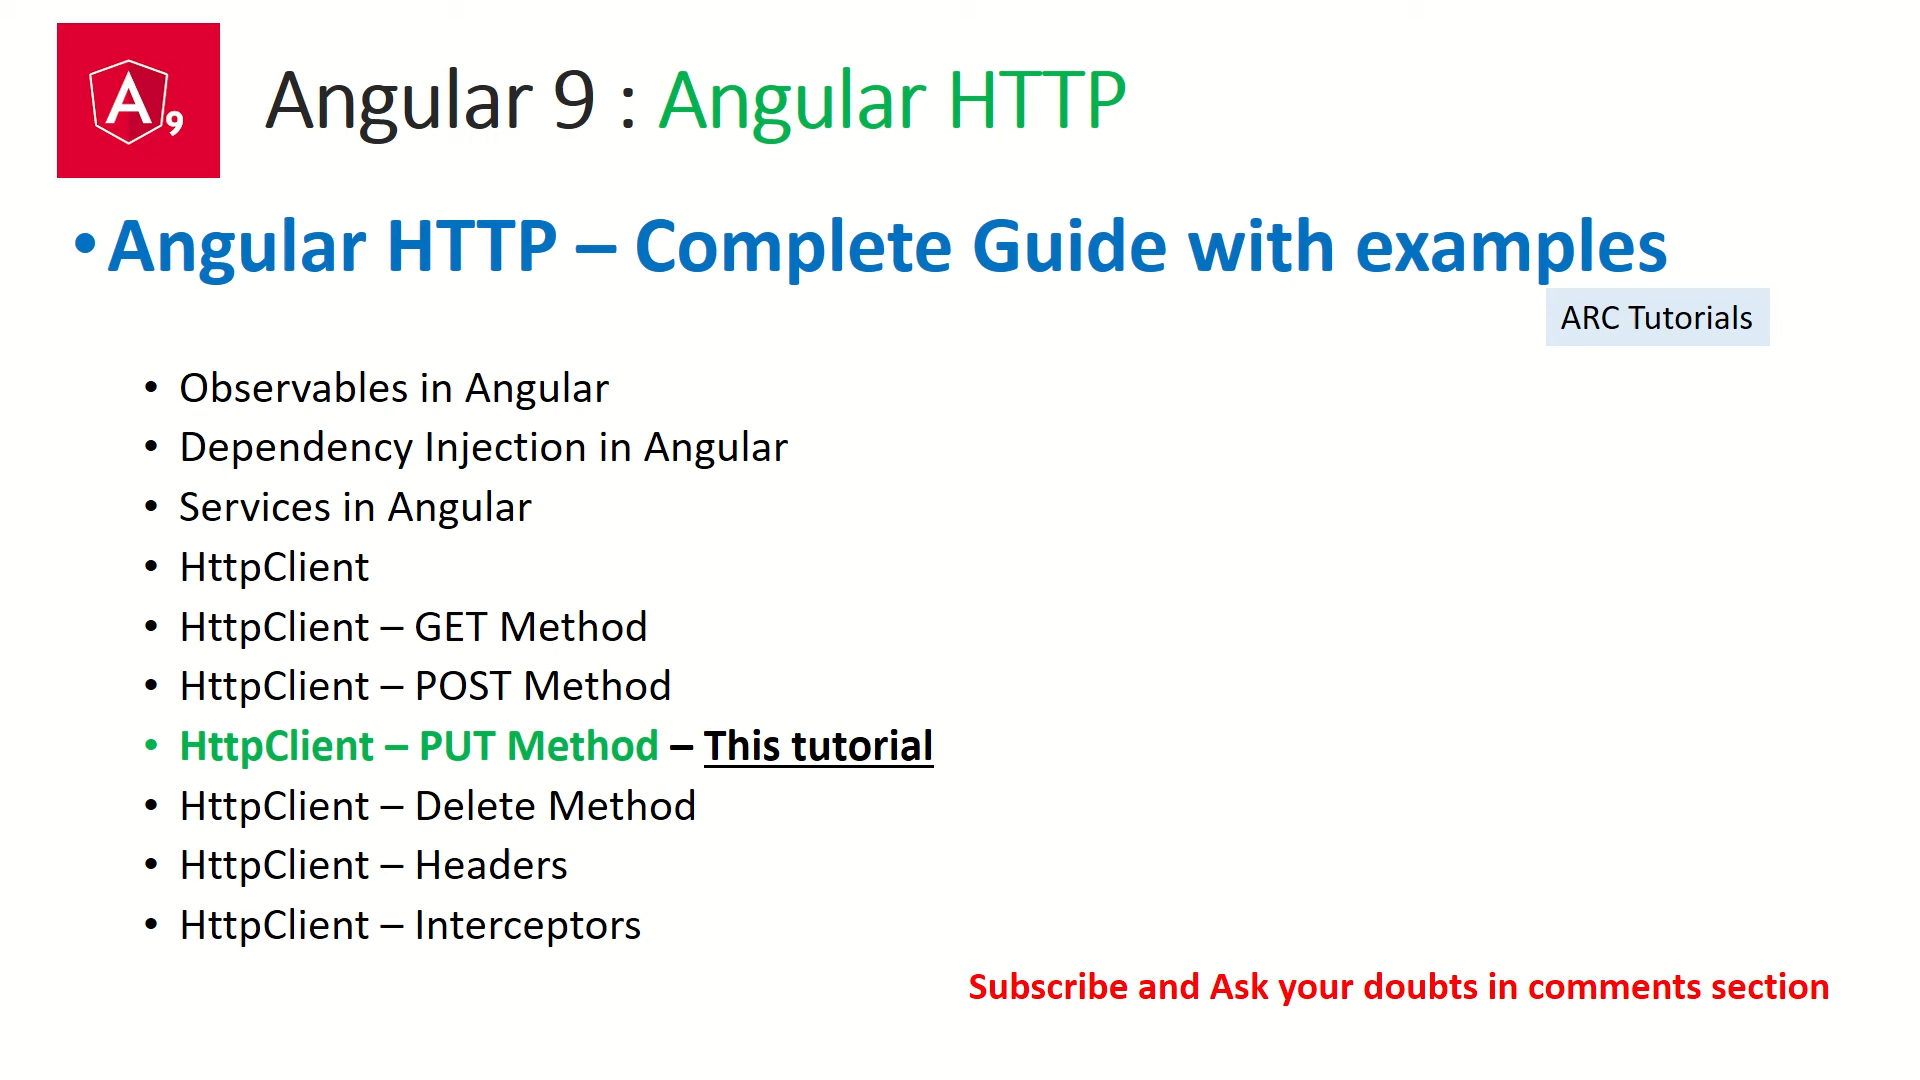 A9
Angular 9 : Angular HTTP
• Angular HTTP – Complete Guide with examples
ARC Tutorials
• Observables in Angular
• Dependency Injection in Angular
• Services in Angular
• HttpClient
• HttpClient – GET Method
• HttpClient – POST Method
• HttpClient – PUT Method – This tutorial
• HttpClient – Delete Method
• HttpClient – Headers
• HttpClient – Interceptors
Subscribe and Ask your doubts in comments section